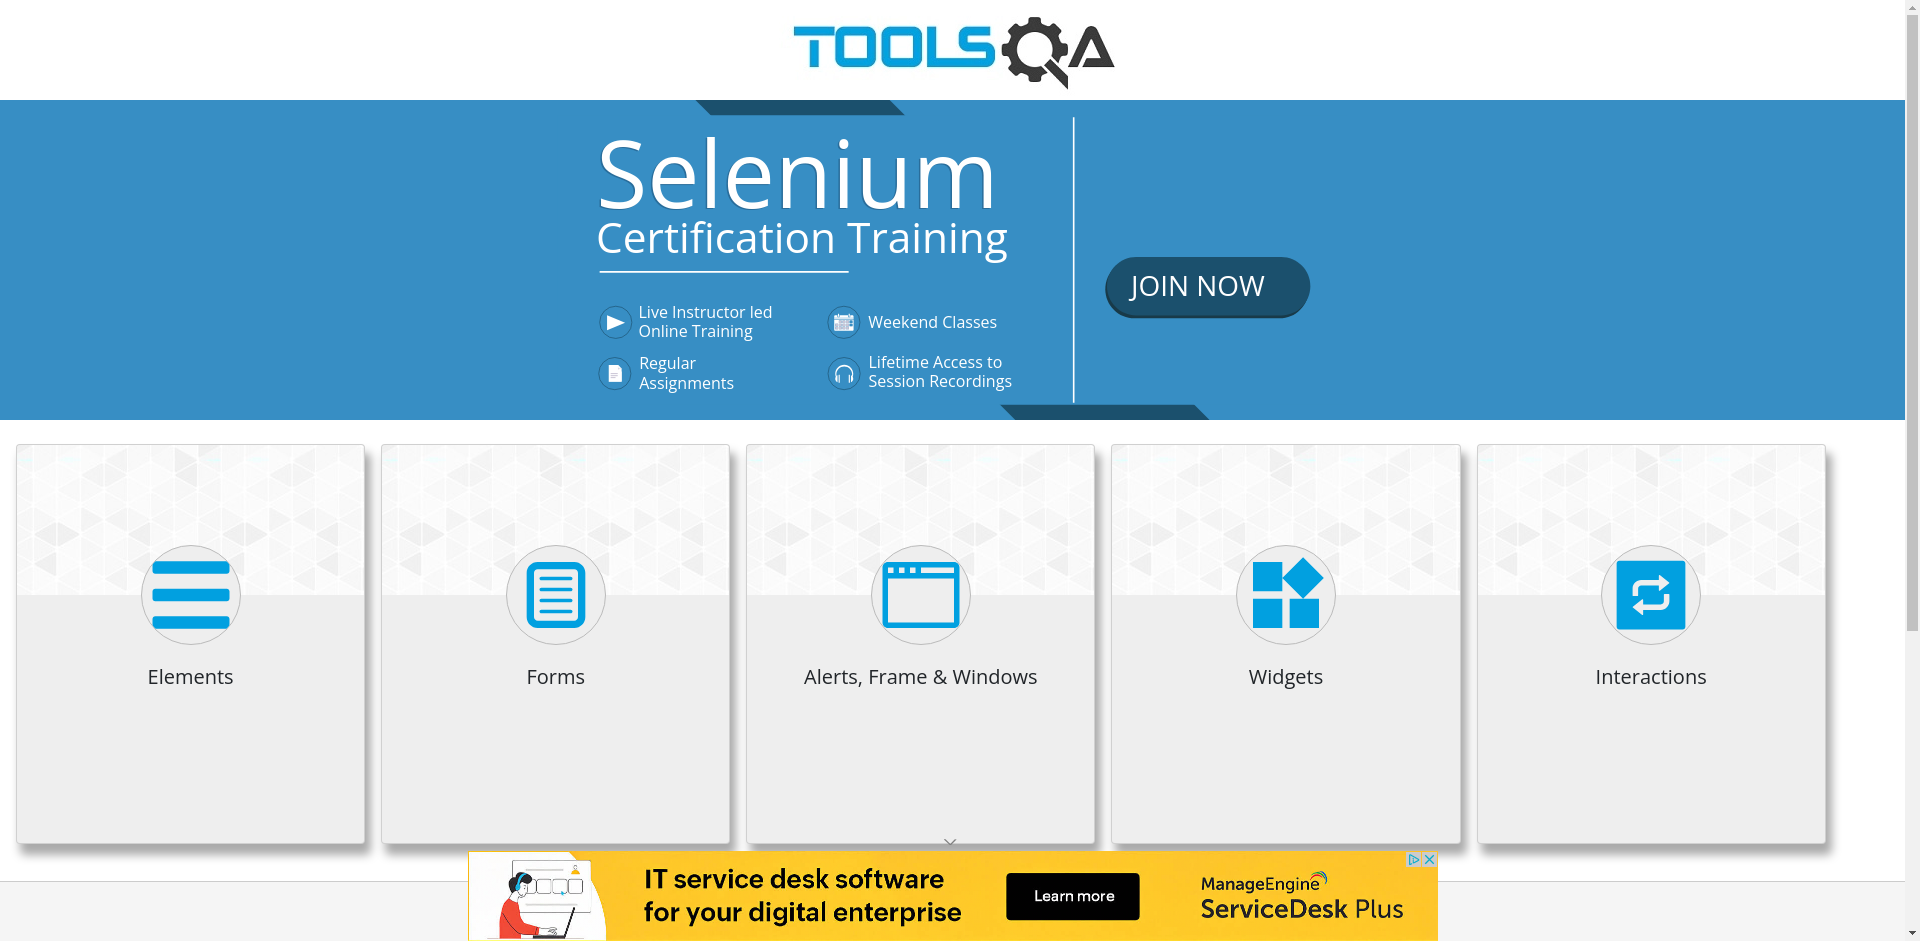 TOOLSQA
Selenium
Certification Training
JOIN NOW
Live Instructor led
Online Training
Weekend Classes
Regular
Assignments
Lifetime Access to
Session Recordings
Elements
Forms
Alerts, Frame & Windows
Widgets
Interactions
IT service desk software
for your digital enterprise
Learn more
ManageEngine
ServiceDesk Plus